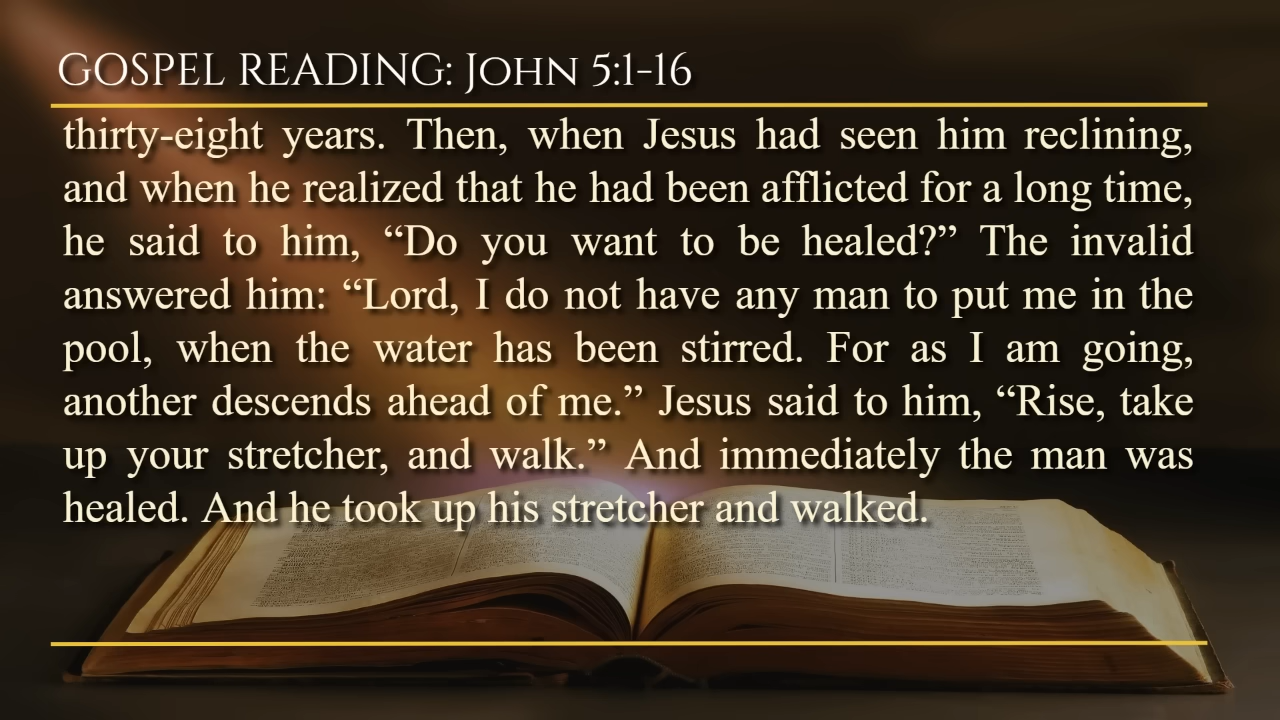 GOSPEL READING: JOHN 5:1-16
thirty-eight years. Then, when Jesus had seen him reclining,
and when he realized that he had been afflicted for a long time,
he said to him, “Do you want to be healed?” The invalid
answered him: “Lord, I do not have any man to put me in the
pool, when the water has been stirred. For as I am going,
another descends ahead of me.” Jesus said to him, “Rise, take
up your stretcher, and walk.” And immediately the man was
healed. And he took up his stretcher and walked.